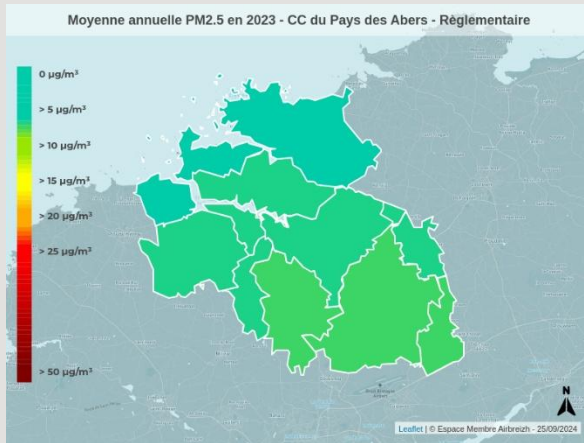 Moyenne annuelle PM2.5 en 2023 - CC du Pays des Abers - Règlementaire
0 µg/m³
> 5 µg/m³
> 10 µg/m³
> 15 µg/m³
> 20 µg/m³
> 25 µg/m³
> 50 µg/m³
N
Leaflet | © Espace Membre Airbreizh - 25/09/2024